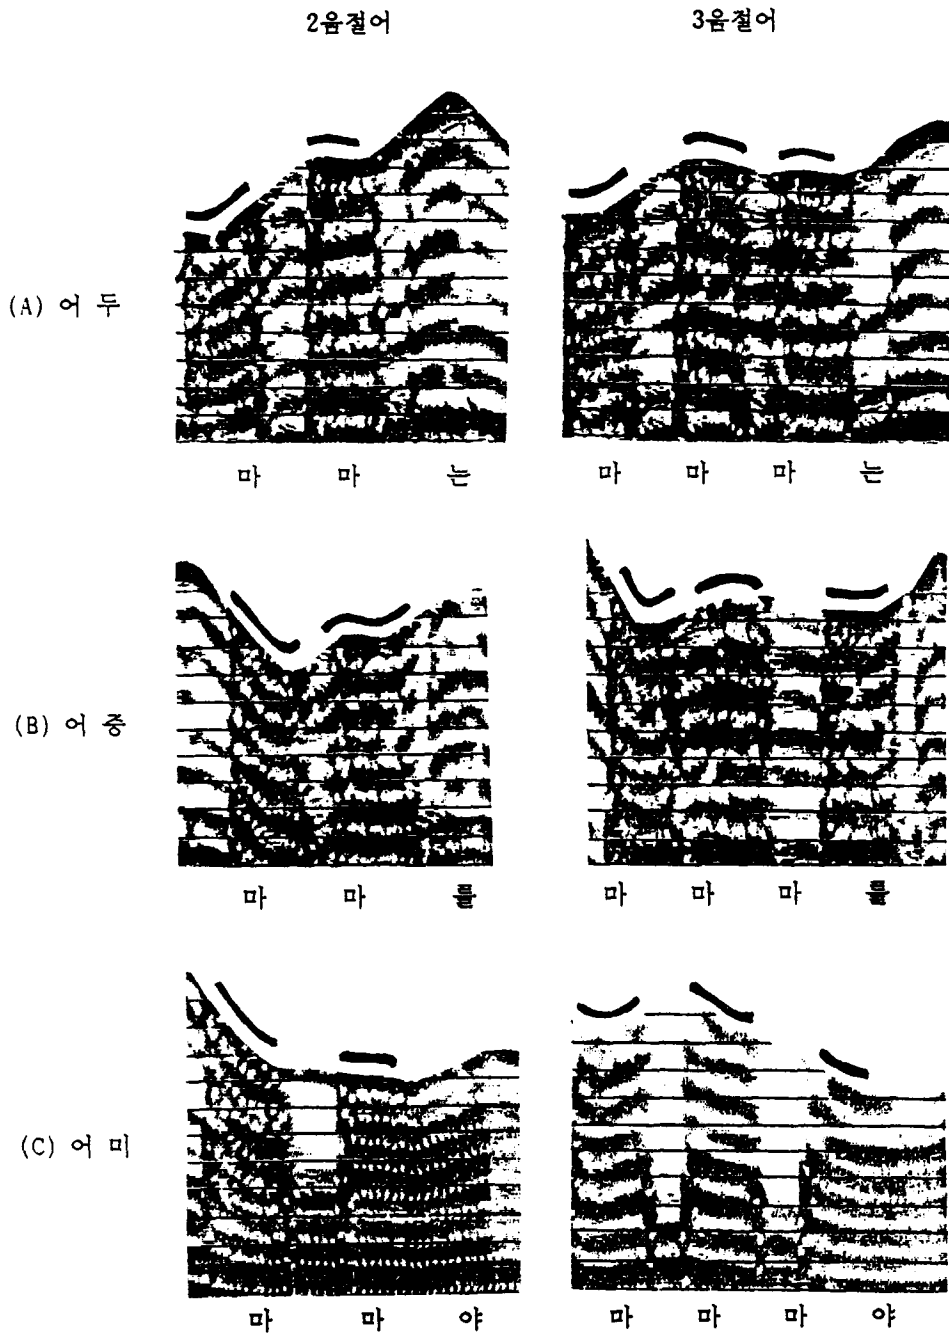 2음절어 3음절어
(A) 어 두
마 마 는 마 마 마 는
(B) 어 중
마 마 를 마 마 마 를
(C) 어 미
마 마 야 마 마 마 야